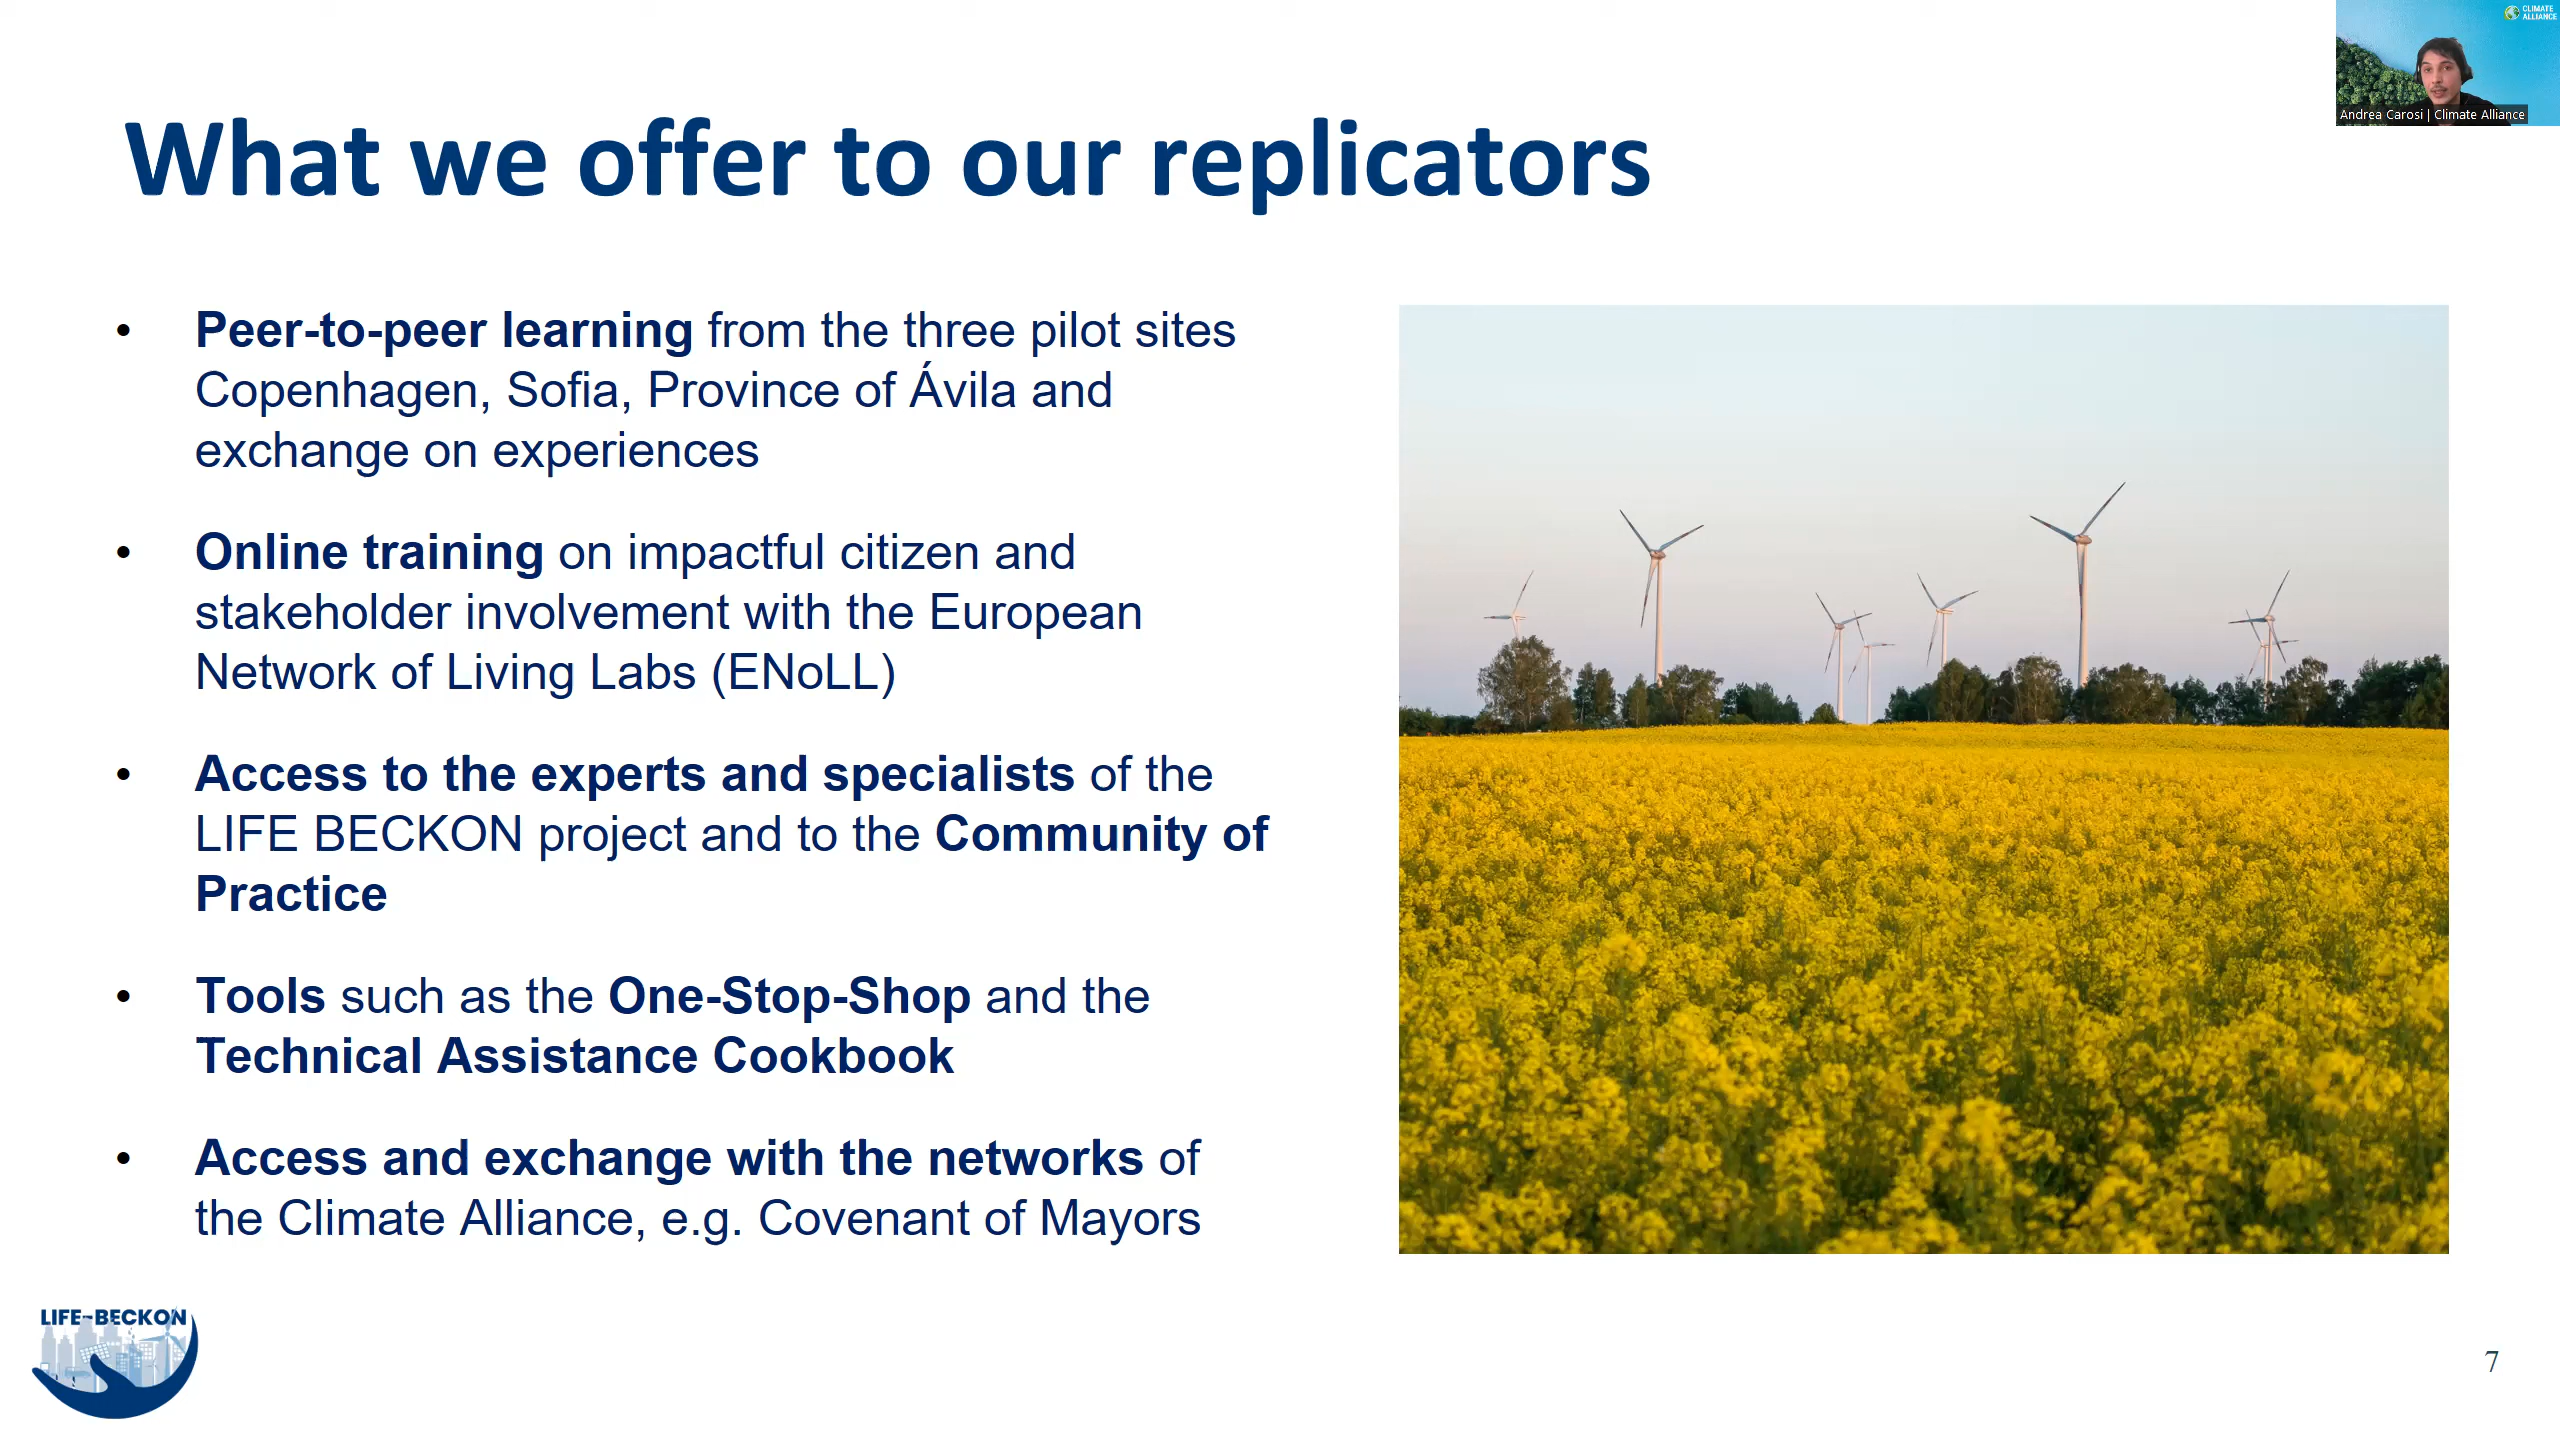 CLIMATE
ALLIANCE
Andrea Carosi | Climate Alliance
What we offer to our replicators
• Peer-to-peer learning from the three pilot sites
Copenhagen, Sofia, Province of Ávila and
exchange on experiences
• Online training on impactful citizen and
stakeholder involvement with the European
Network of Living Labs (ENoLL)
• Access to the experts and specialists of the
LIFE BECKON project and to the Community of
Practice
• Tools such as the One-Stop-Shop and the
Technical Assistance Cookbook
• Access and exchange with the networks of
the Climate Alliance, e.g. Covenant of Mayors
LIFE-BECKON
7